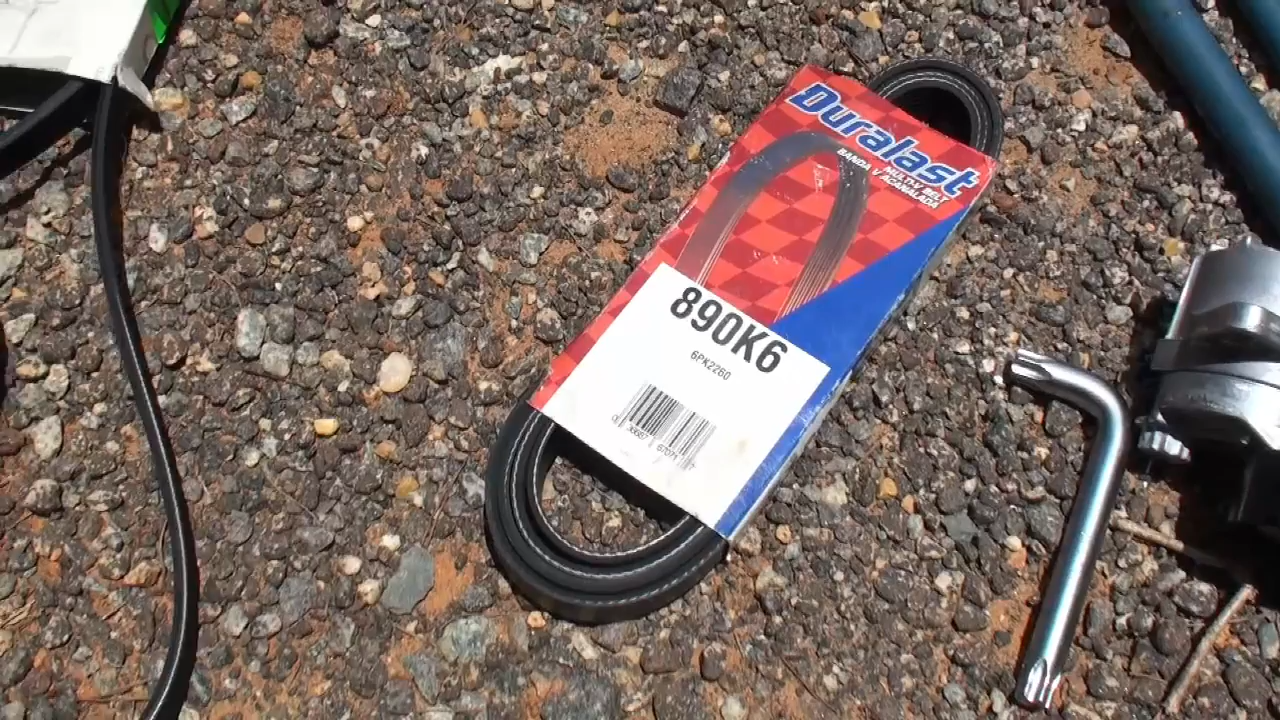 Duralast
MULTI-V BELT
BANDA V ACANALADA
890K6
6PK2260